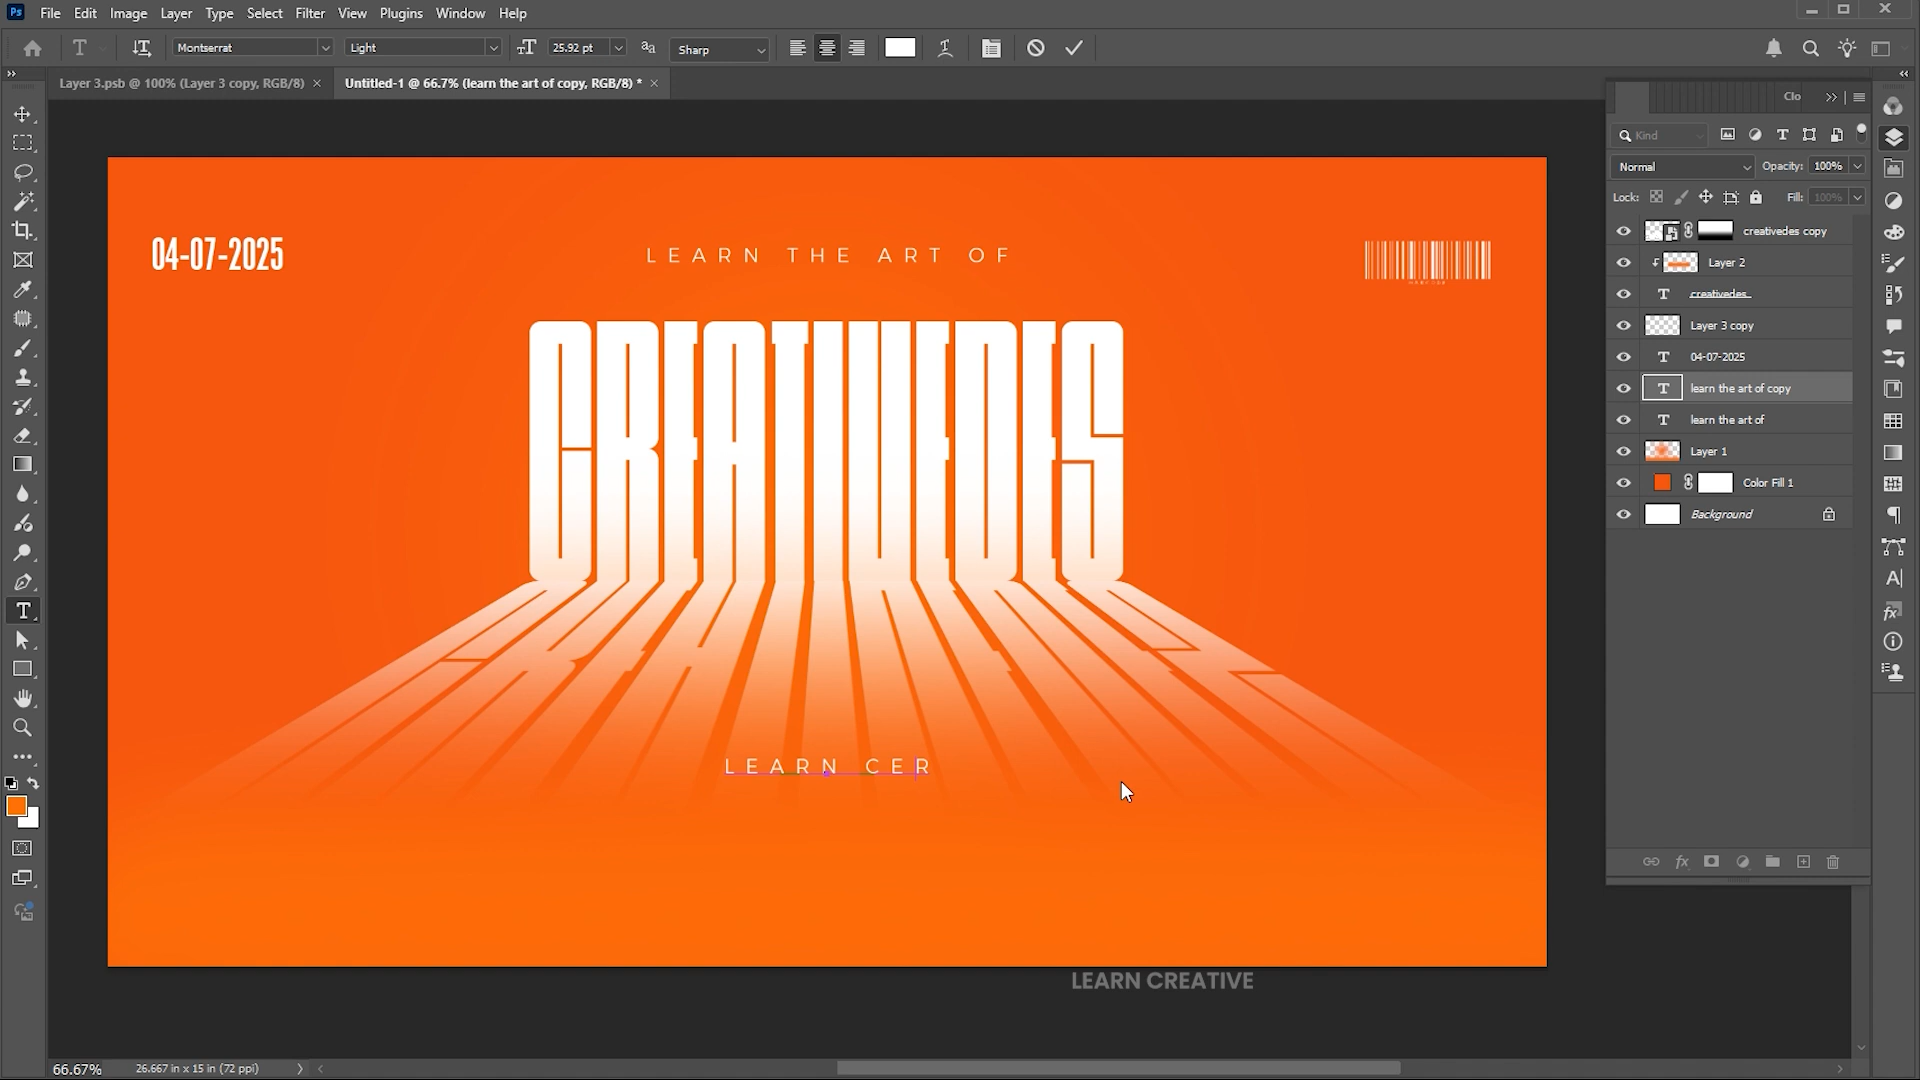 Ps File Edit Image Layer Type Select Filter View Plugins Window Help
T Montserrat Light 25.92 pt Sharp
Layer 3.psb @ 100% (Layer 3 copy, RGB/8) × Untitled-1 @ 66.7% (learn the art of copy, RGB/8) * ×
Clo
Kind
Normal Opacity: 100%
Lock: Fill: 100%
creativedes copy
Layer 2
T creativedes
Layer 3 copy
T 04-07-2025
T learn the art of copy
T learn the art of
Layer 1
Color Fill 1
Background
04-07-2025
LEARN THE ART OF
CREATIVEDES
LEARN CER
LEARN CREATIVE
66.67% 26.667 in x 15 in (72 ppi)